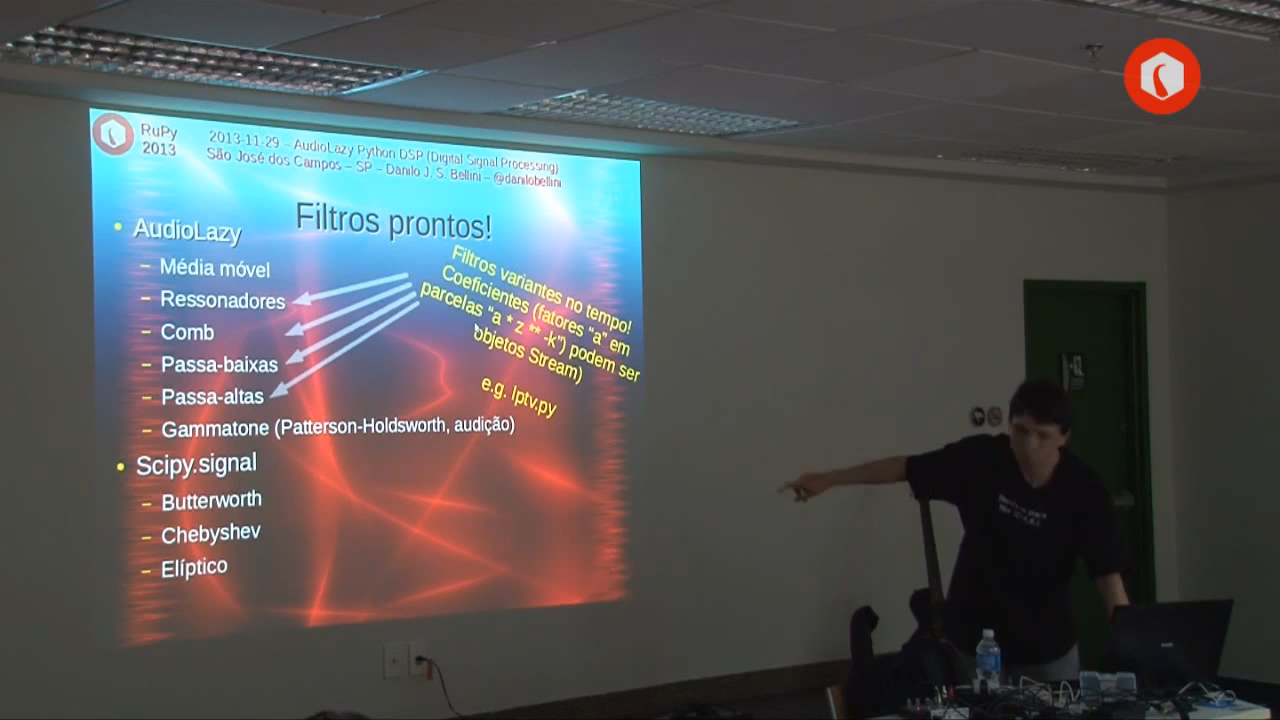 RuPy
2013
2013-11-29 – AudioLazy Python DSP (Digital Signal Processing)
São José dos Campos – SP – Danilo J. S. Bellini – @danilobellini
Filtros prontos!
• AudioLazy
– Média móvel
– Ressonadores
– Comb
– Passa-baixas
– Passa-altas
– Gammatone (Patterson-Holdsworth, audição)
• Scipy.signal
– Butterworth
– Chebyshev
– Elíptico
Filtros variantes no tempo!
Coeficientes (fatores “a” em
parcelas “a * z ** -k”) podem ser
objetos Stream)
e.g. lptv.py